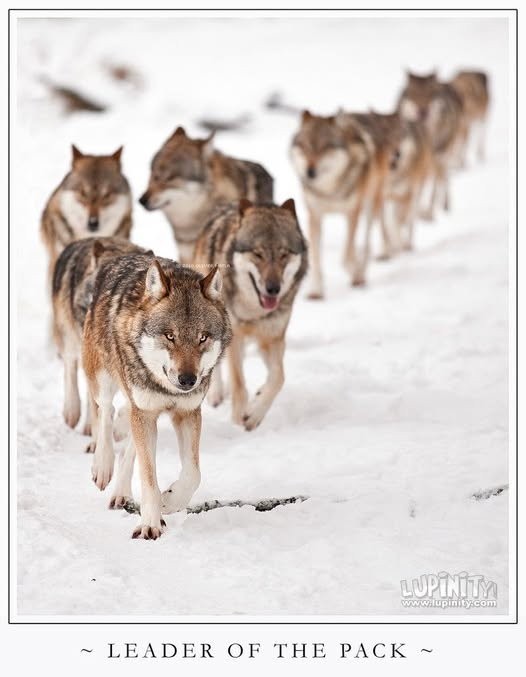 LUPiNiTY!
www.lupinity.com
~ LEADER OF THE PACK ~